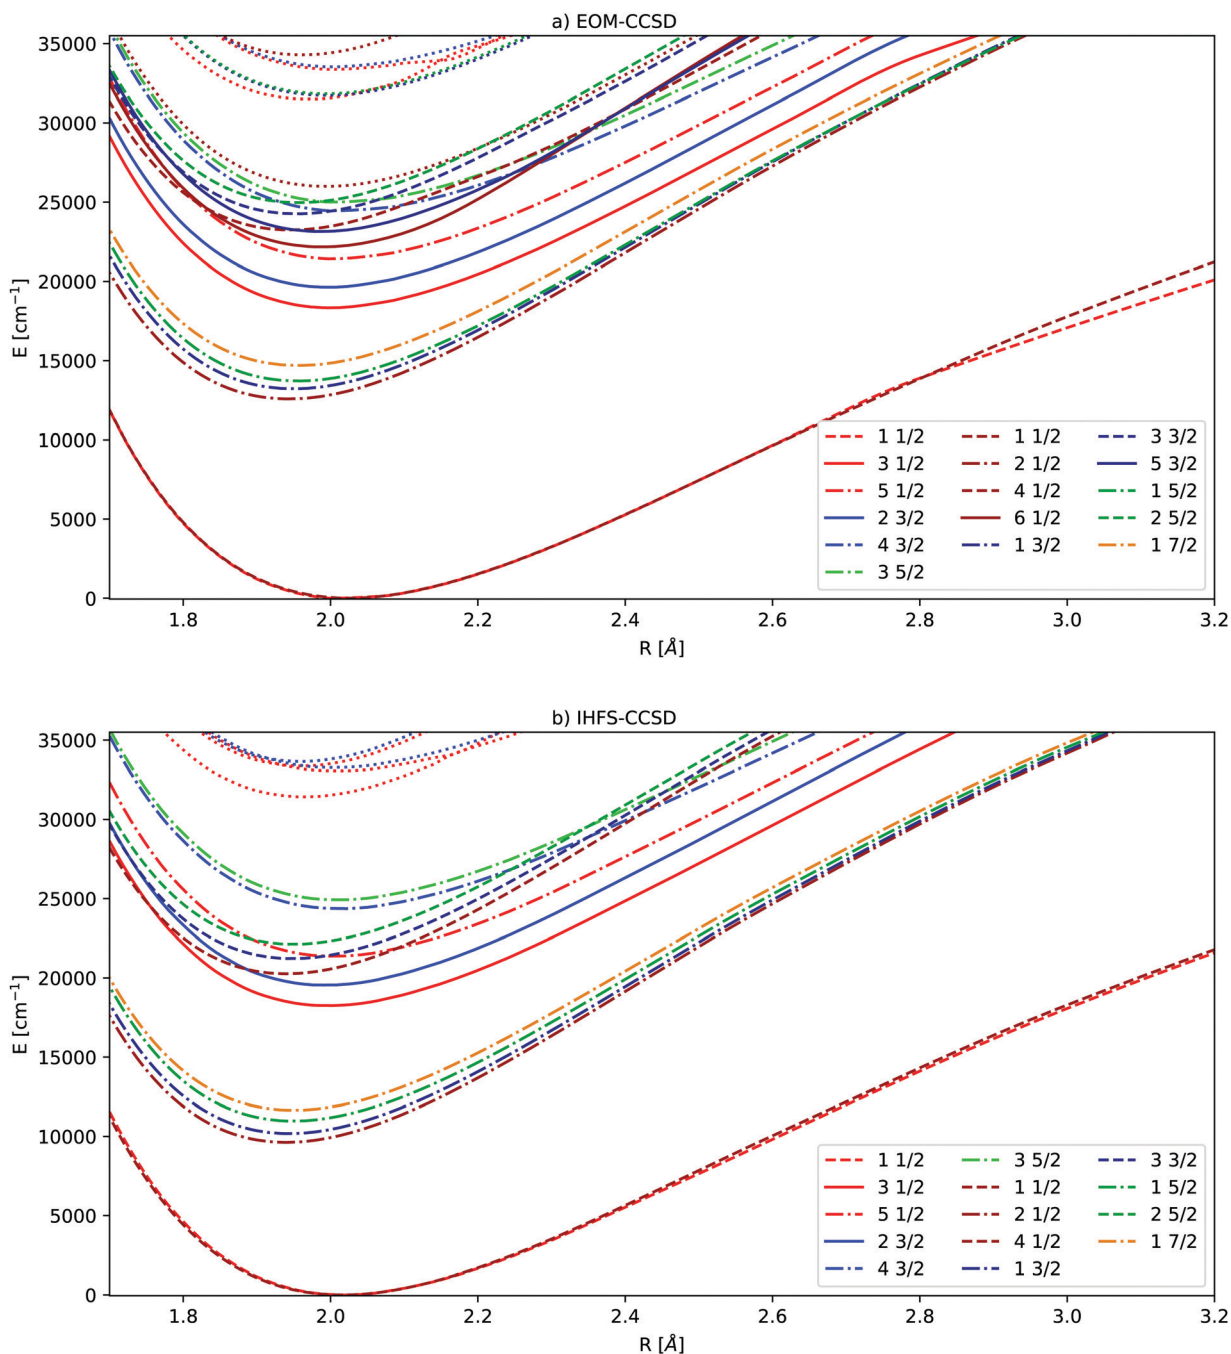 a) EOM-CCSD
35000
30000
25000
20000
15000
10000
5000
0
E [cm⁻¹]
1 1/2 1 1/2 3 3/2
3 1/2 2 1/2 5 3/2
5 1/2 4 1/2 1 5/2
2 3/2 6 1/2 2 5/2
4 3/2 1 3/2 1 7/2
3 5/2
1.8 2.0 2.2 2.4 2.6 2.8 3.0 3.2
R [Å]
b) IHFS-CCSD
35000
30000
25000
20000
15000
10000
5000
0
E [cm⁻¹]
1 1/2 3 5/2 3 3/2
3 1/2 1 1/2 1 5/2
5 1/2 2 1/2 2 5/2
2 3/2 4 1/2 1 7/2
4 3/2 1 3/2
1.8 2.0 2.2 2.4 2.6 2.8 3.0 3.2
R [Å]